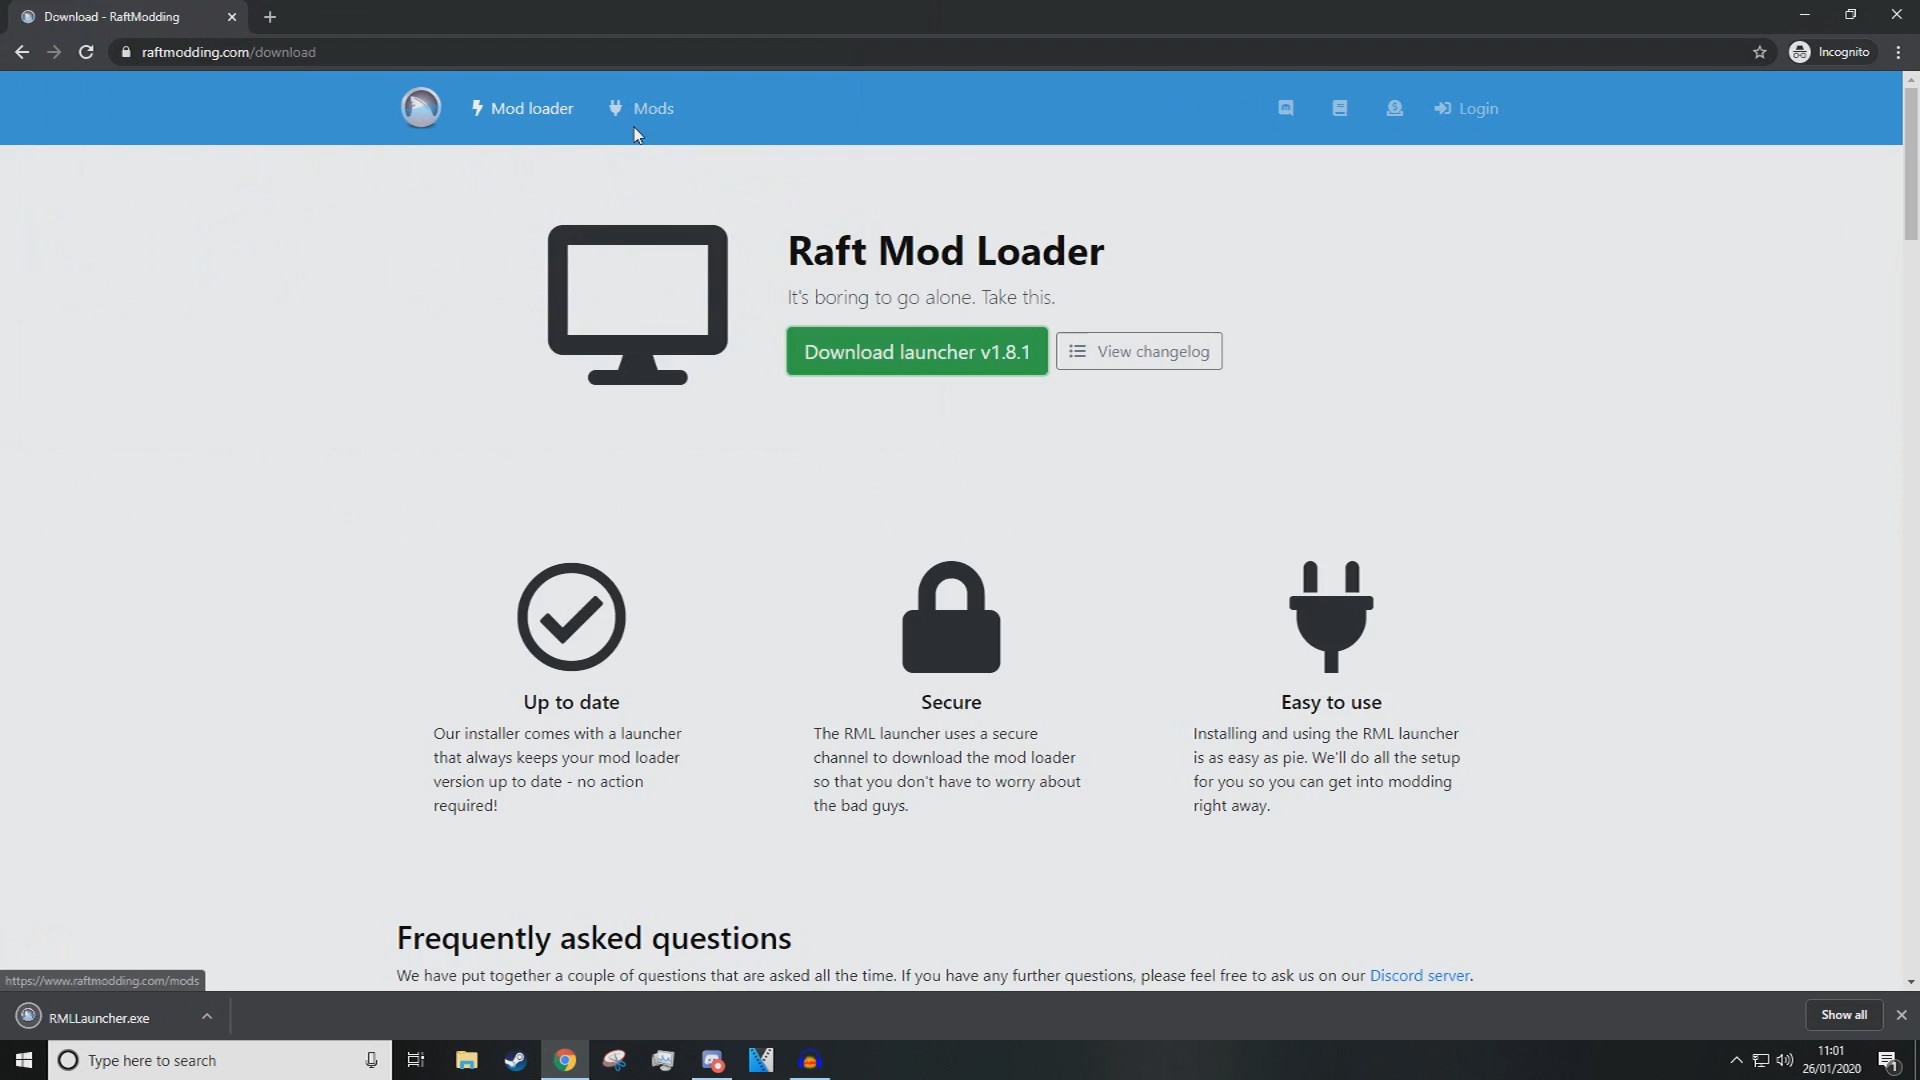 Download - RaftModding
raftmodding.com/download
Incognito
Mod loader
Mods
Login
Raft Mod Loader
It's boring to go alone. Take this.
Download launcher v1.8.1
View changelog
Up to date
Our installer comes with a launcher
that always keeps your mod loader
version up to date - no action
required!
Secure
The RML launcher uses a secure
channel to download the mod loader
so that you don't have to worry about
the bad guys.
Easy to use
Installing and using the RML launcher
is as easy as pie. We'll do all the setup
for you so you can get into modding
right away.
Frequently asked questions
We have put together a couple of questions that are asked all the time. If you have any further questions, please feel free to ask us on our Discord server.
https://www.raftmodding.com/mods
RMLLauncher.exe
Show all
Type here to search
11:01
26/01/2020
1